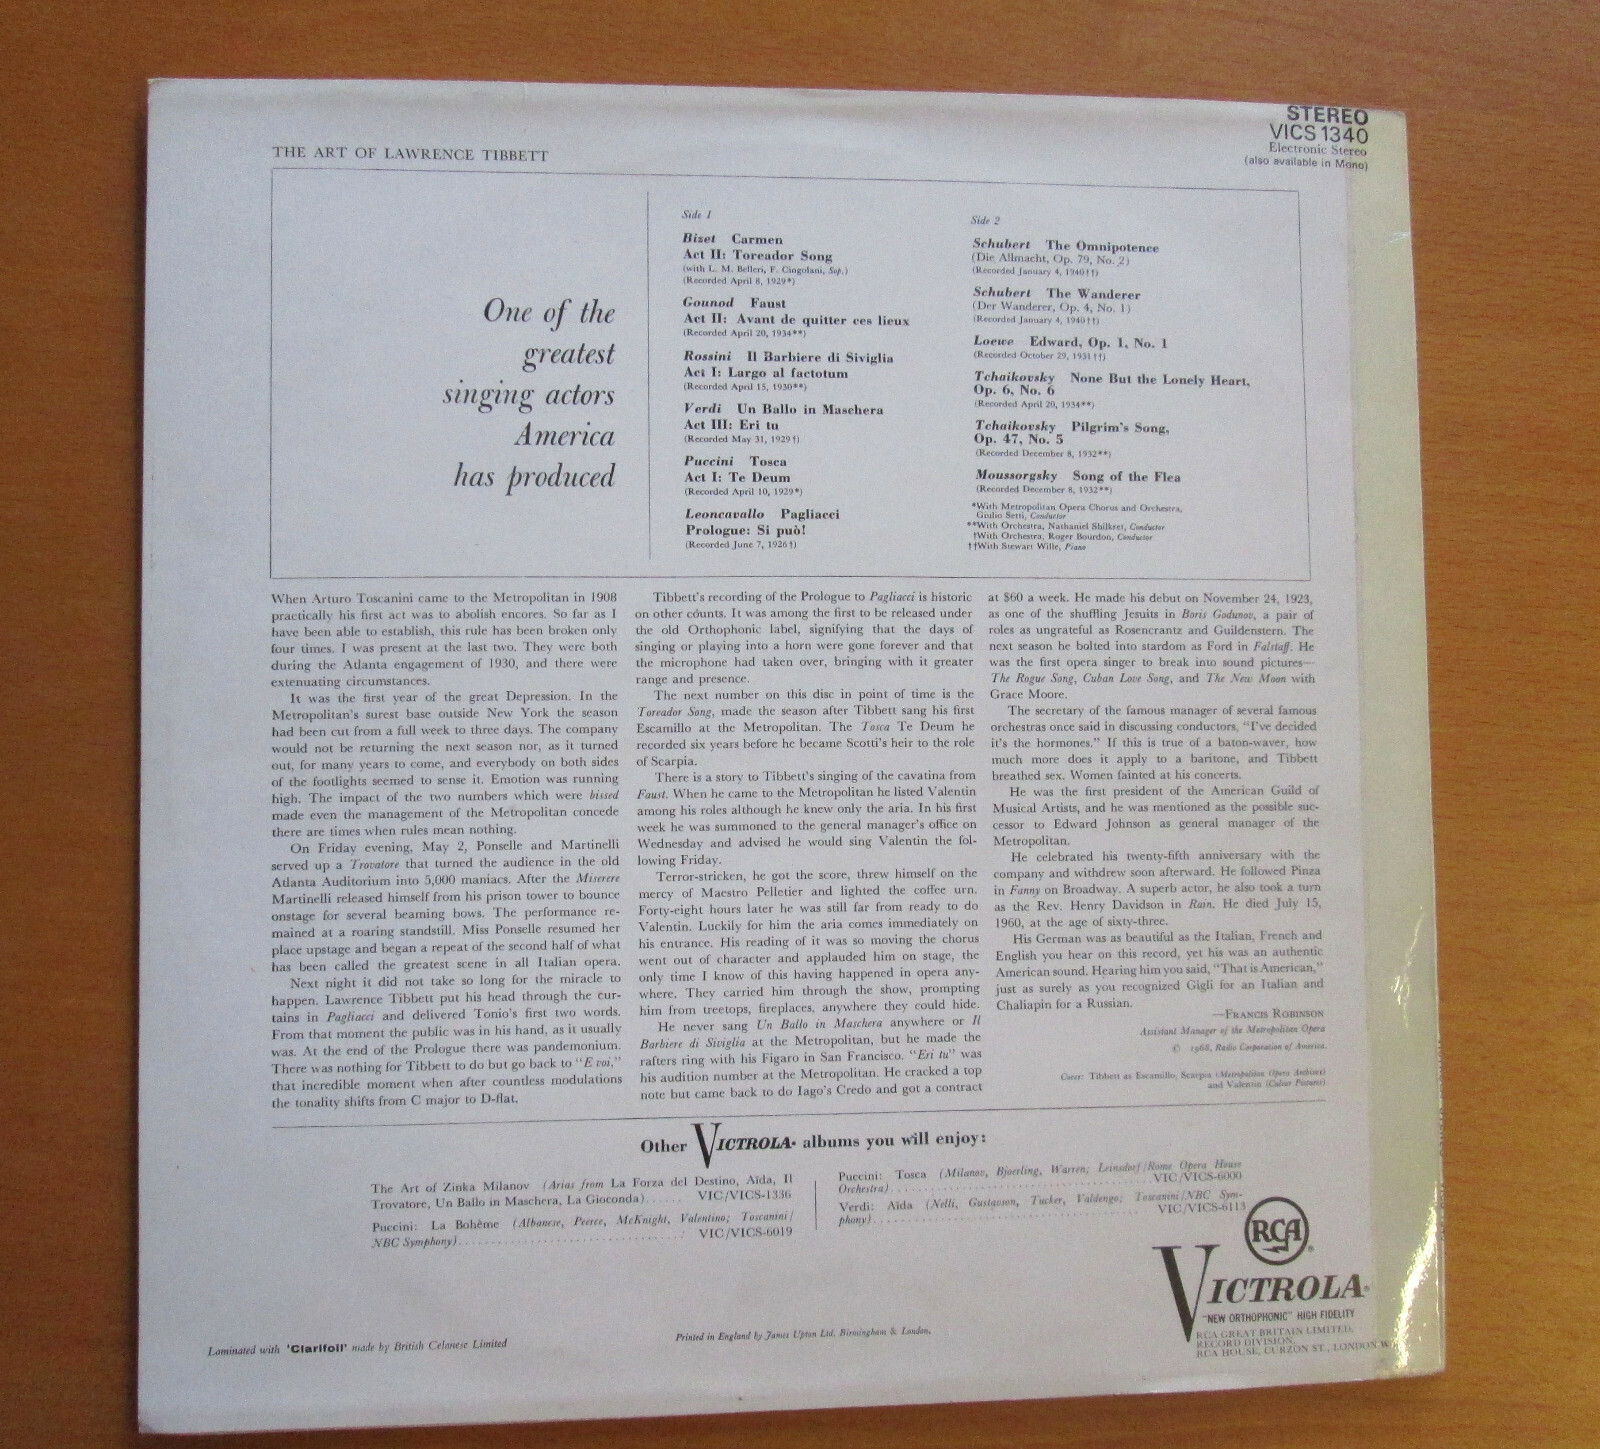 STEREO
VICS 1340
Electronic Stereo
(also available in Mono)
THE ART OF LAWRENCE TIBBETT
One of the
greatest
singing actors
America
has produced
Side 1
Bizet Carmen
Act II: Toreador Song
(with L. M. Belleri, F. Cingolani, Sop.)
(Recorded April 8, 1929*)
Gounod Faust
Act II: Avant de quitter ces lieux
(Recorded April 20, 1934**)
Rossini Il Barbiere di Siviglia
Act I: Largo al factotum
(Recorded April 15, 1930**)
Verdi Un Ballo in Maschera
Act III: Eri tu
(Recorded May 31, 1929†)
Puccini Tosca
Act I: Te Deum
(Recorded April 10, 1929*)
Leoncavallo Pagliacci
Prologue: Si può!
(Recorded June 7, 1926†)
Side 2
Schubert The Omnipotence
(Die Allmacht, Op. 79, No. 2)
(Recorded January 4, 1940††)
Schubert The Wanderer
(Der Wanderer, Op. 4, No. 1)
(Recorded January 4, 1940††)
Loewe Edward, Op. 1, No. 1
(Recorded October 29, 1931††)
Tchaikovsky None But the Lonely Heart,
Op. 6, No. 6
(Recorded April 20, 1934**)
Tchaikovsky Pilgrim's Song,
Op. 47, No. 5
(Recorded December 8, 1932**)
Moussorgsky Song of the Flea
(Recorded December 8, 1932**)
*With Metropolitan Opera Chorus and Orchestra,
Giulio Setti, Conductor
**With Orchestra, Nathaniel Shilkret, Conductor
†With Orchestra, Roger Bourdon, Conductor
††With Stewart Wille, Piano
When Arturo Toscanini came to the Metropolitan in 1908
practically his first act was to abolish encores. So far as I
have been able to establish, this rule has been broken only
four times. I was present at the last two. They were both
during the Atlanta engagement of 1930, and there were
extenuating circumstances.
It was the first year of the great Depression. In the
Metropolitan's surest base outside New York the season
had been cut from a full week to three days. The company
would not be returning the next season nor, as it turned
out, for many years to come, and everybody on both sides
of the footlights seemed to sense it. Emotion was running
high. The impact of the two numbers which were bissed
made even the management of the Metropolitan concede
there are times when rules mean nothing.
On Friday evening, May 2, Ponselle and Martinelli
served up a Trovatore that turned the audience in the old
Atlanta Auditorium into 5,000 maniacs. After the Miserere
Martinelli released himself from his prison tower to bounce
onstage for several beaming bows. The performance re-
mained at a roaring standstill. Miss Ponselle resumed her
place upstage and began a repeat of the second half of what
has been called the greatest scene in all Italian opera.
Next night it did not take so long for the miracle to
happen. Lawrence Tibbett put his head through the cur-
tains in Pagliacci and delivered Tonio's first two words.
From that moment the public was in his hand, as it usually
was. At the end of the Prologue there was pandemonium.
There was nothing for Tibbett to do but go back to "E voi,"
that incredible moment when after countless modulations
the tonality shifts from C major to D-flat.
Tibbett's recording of the Prologue to Pagliacci is historic
on other counts. It was among the first to be released under
the old Orthophonic label, signifying that the days of
singing or playing into a horn were gone forever and that
the microphone had taken over, bringing with it greater
range and presence.
The next number on this disc in point of time is the
Toreador Song, made the season after Tibbett sang his first
Escamillo at the Metropolitan. The Tosca Te Deum he
recorded six years before he became Scotti's heir to the role
of Scarpia.
There is a story to Tibbett's singing of the cavatina from
Faust. When he came to the Metropolitan he listed Valentin
among his roles although he knew only the aria. In his first
week he was summoned to the general manager's office on
Wednesday and advised he would sing Valentin the fol-
lowing Friday.
Terror-stricken, he got the score, threw himself on the
mercy of Maestro Pelletier and lighted the coffee urn.
Forty-eight hours later he was still far from ready to do
Valentin. Luckily for him the aria comes immediately on
his entrance. His reading of it was so moving the chorus
went out of character and applauded him on stage, the
only time I know of this having happened in opera any-
where. They carried him through the show, prompting
him from treetops, fireplaces, anywhere they could hide.
He never sang Un Ballo in Maschera anywhere or Il
Barbiere di Siviglia at the Metropolitan, but he made the
rafters ring with his Figaro in San Francisco. "Eri tu" was
his audition number at the Metropolitan. He cracked a top
note but came back to do Iago's Credo and got a contract
at $60 a week. He made his debut on November 24, 1923,
as one of the shuffling Jesuits in Boris Godunov, a pair of
roles as ungrateful as Rosencrantz and Guildenstern. The
next season he bolted into stardom as Ford in Falstaff. He
was the first opera singer to break into sound pictures—
The Rogue Song, Cuban Love Song, and The New Moon with
Grace Moore.
The secretary of the famous manager of several famous
orchestras once said in discussing conductors, "I've decided
it's the hormones." If this is true of a baton-waver, how
much more does it apply to a baritone, and Tibbett
breathed sex. Women fainted at his concerts.
He was the first president of the American Guild of
Musical Artists, and he was mentioned as the possible suc-
cessor to Edward Johnson as general manager of the
Metropolitan.
He celebrated his twenty-fifth anniversary with the
company and withdrew soon afterward. He followed Pinza
in Fanny on Broadway. A superb actor, he also took a turn
as the Rev. Henry Davidson in Rain. He died July 15,
1960, at the age of sixty-three.
His German was as beautiful as the Italian, French and
English you hear on this record, yet his was an authentic
American sound. Hearing him you said, "That is American,"
just as surely as you recognized Gigli for an Italian and
Chaliapin for a Russian.
—FRANCIS ROBINSON
Assistant Manager of the Metropolitan Opera
© 1968, Radio Corporation of America.
Cover: Tibbett as Escamillo, Scarpia (Metropolitan Opera Archives)
and Valentin (Culver Pictures)
Other VICTROLA® albums you will enjoy:
The Art of Zinka Milanov (Arias from La Forza del Destino, Aïda, Il
Trovatore, Un Ballo in Maschera, La Gioconda)...... VIC/VICS-1336
Puccini: La Bohème (Albanese, Peerce, McKnight, Valentino; Toscanini/
NBC Symphony)................................ VIC/VICS-6019
Puccini: Tosca (Milanov, Bjoerling, Warren; Leinsdorf/Rome Opera House
Orchestra)................................ VIC/VICS-6000
Verdi: Aïda (Nelli, Gustavson, Tucker, Valdengo; Toscanini/NBC Sym-
phony)................................ VIC/VICS-6113
RCA
VICTROLA®
"NEW ORTHOPHONIC" HIGH FIDELITY
RCA GREAT BRITAIN LIMITED,
RECORD DIVISION,
RCA HOUSE, CURZON ST., LONDON W
Printed in England by James Upton Ltd. Birmingham & London.
Laminated with 'Clarifoil' made by British Celanese Limited